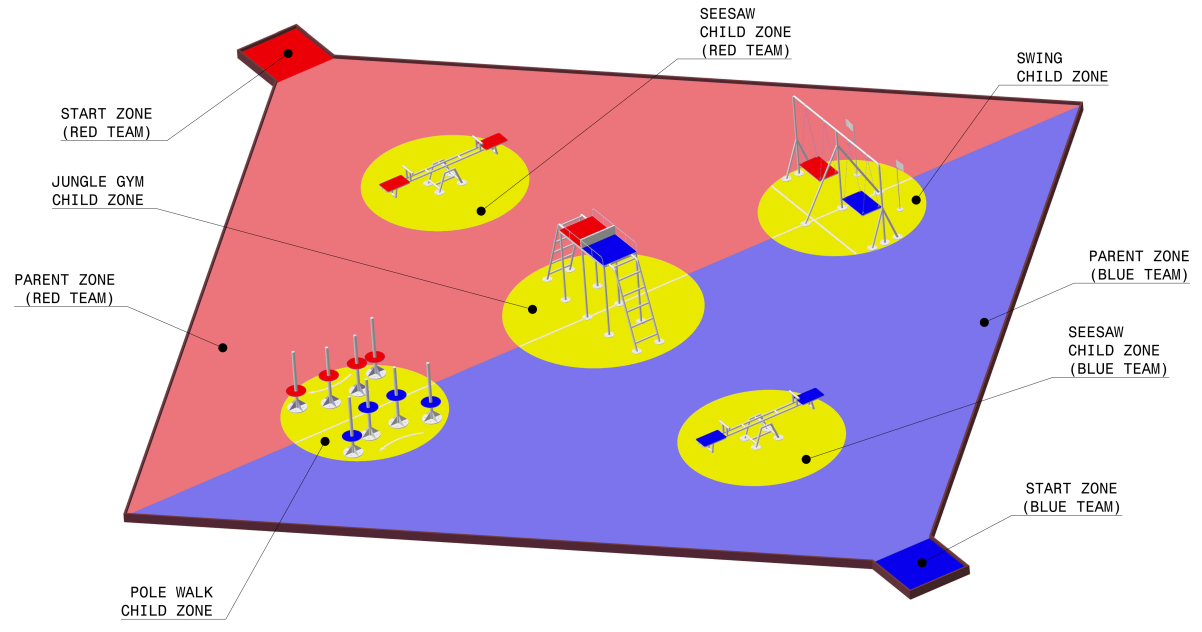 SEESAW
CHILD ZONE
(RED TEAM)
SWING
CHILD ZONE
START ZONE
(RED TEAM)
JUNGLE GYM
CHILD ZONE
PARENT ZONE
(RED TEAM)
PARENT ZONE
(BLUE TEAM)
SEESAW
CHILD ZONE
(BLUE TEAM)
START ZONE
(BLUE TEAM)
POLE WALK
CHILD ZONE